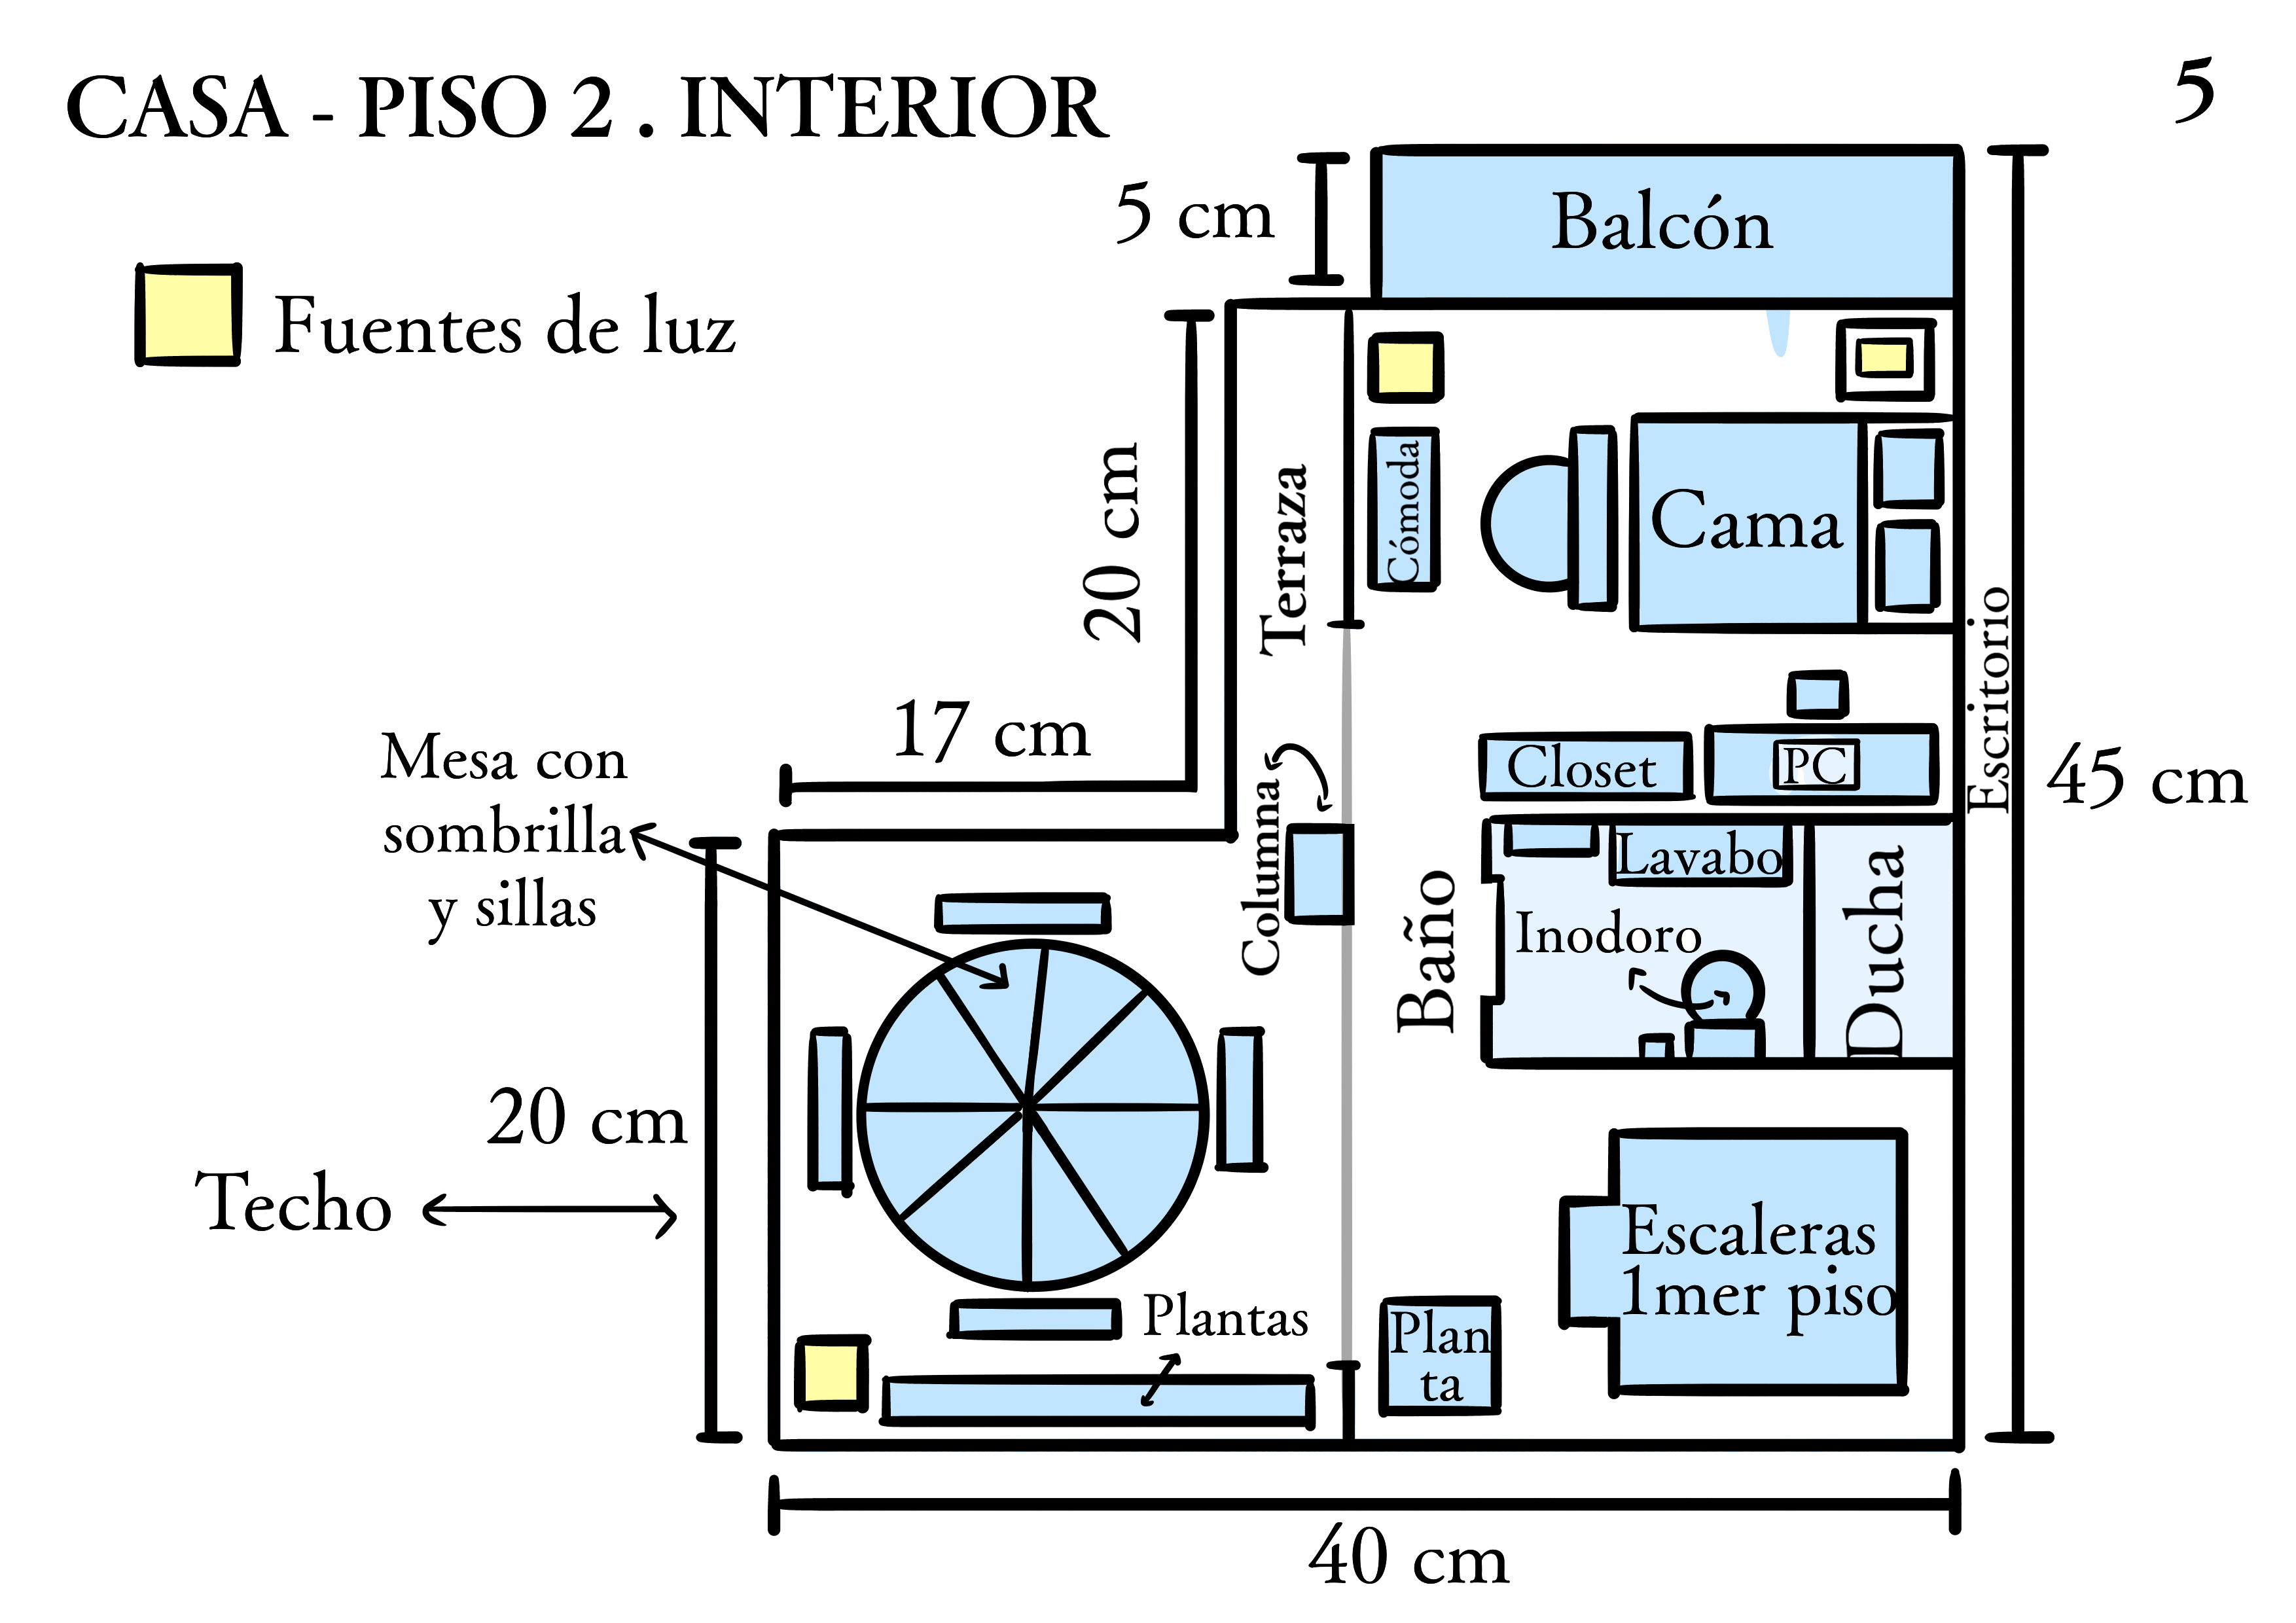 CASA - PISO 2 . INTERIOR
5
Fuentes de luz
5 cm
Balcón
20 cm
Terraza
Cómoda
Cama
Escritorio
17 cm
Mesa con
sombrilla
y sillas
Columna
Closet
PC
45 cm
Baño
Lavabo
Inodoro
Ducha
20 cm
Techo
Escaleras
1mer piso
Plantas
Plan
ta
40 cm